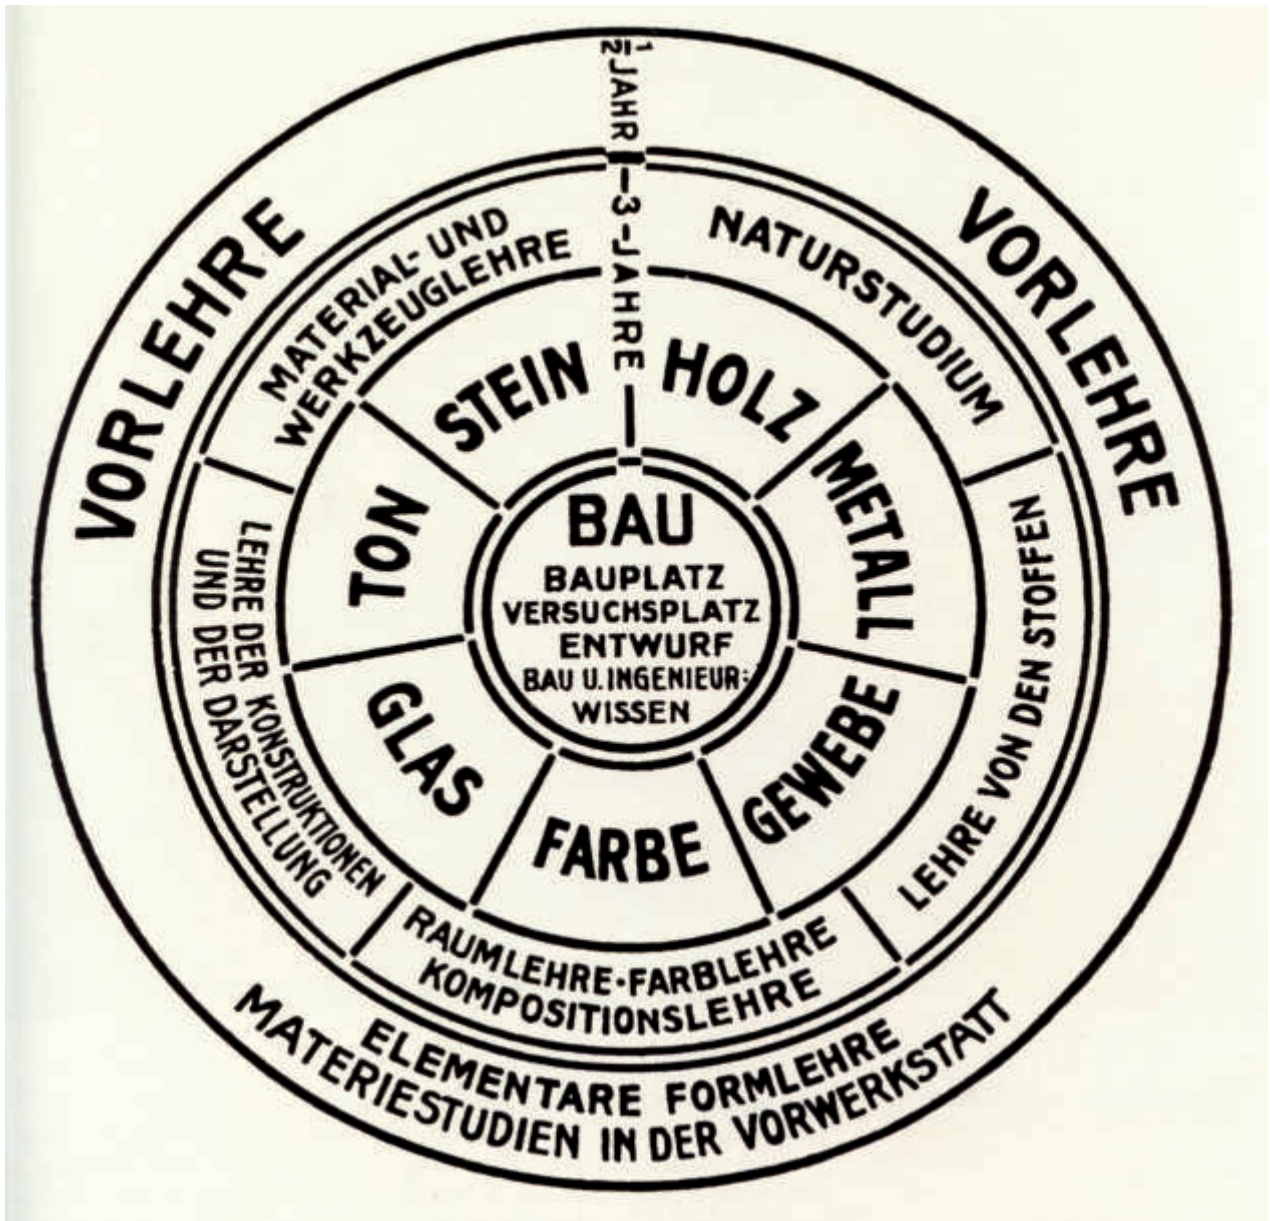 1/2 JAHR
3-JAHRE
VORLEHRE
VORLEHRE
ELEMENTARE FORMLEHRE
MATERIESTUDIEN IN DER VORWERKSTATT
MATERIAL- UND
WERKZEUGLEHRE
NATURSTUDIUM
LEHRE VON DEN STOFFEN
RAUMLEHRE·FARBLEHRE
KOMPOSITIONSLEHRE
LEHRE DER KONSTRUKTIONEN
UND DER DARSTELLUNG
STEIN
HOLZ
METALL
GEWEBE
FARBE
GLAS
TON
BAU
BAUPLATZ
VERSUCHSPLATZ
ENTWURF
BAU U. INGENIEUR-
WISSEN